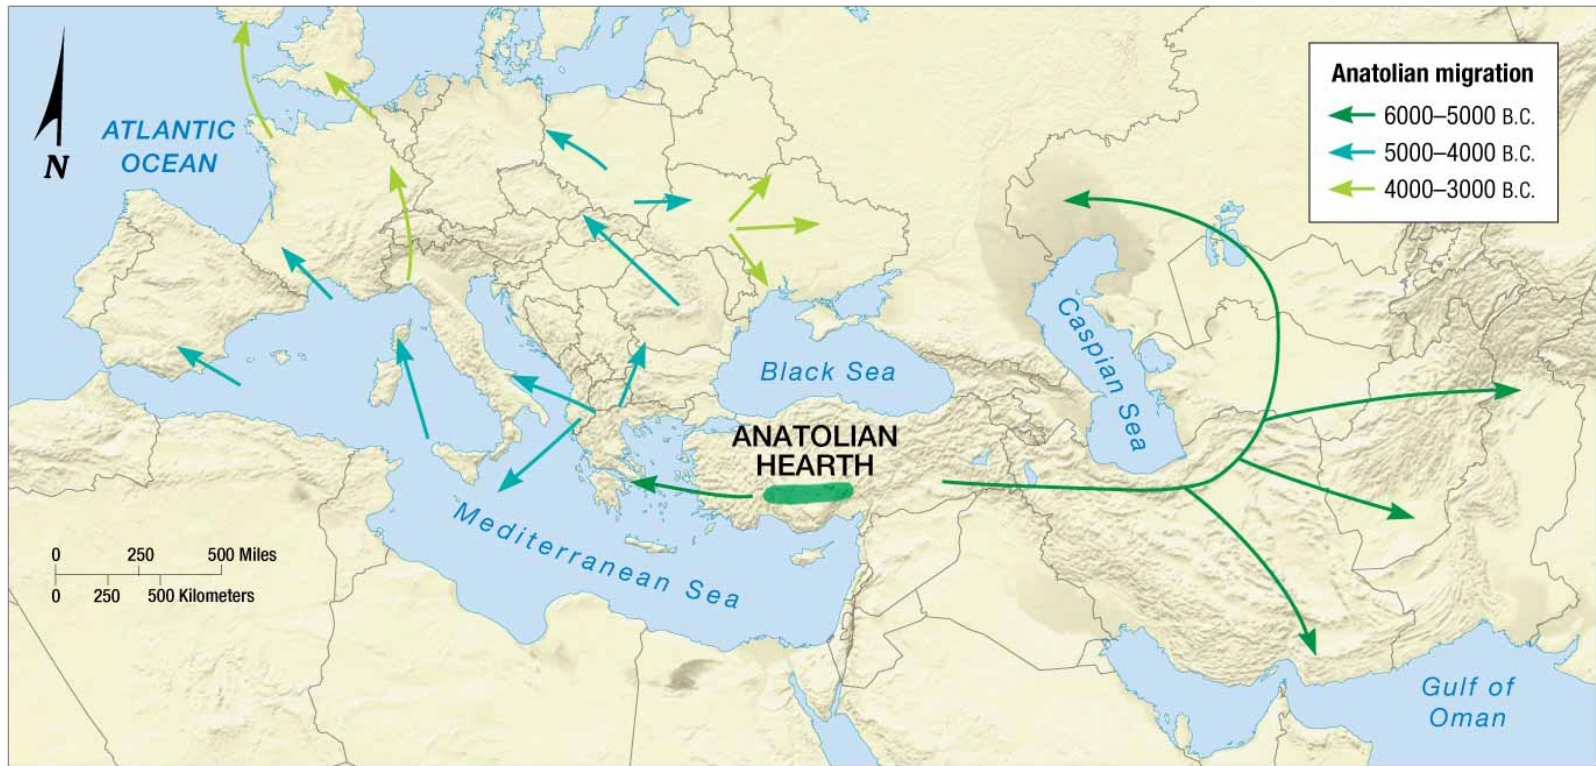 N
ATLANTIC
OCEAN
Anatolian migration
6000–5000 B.C.
5000–4000 B.C.
4000–3000 B.C.
Caspian Sea
Black Sea
ANATOLIAN
HEARTH
Mediterranean Sea
0 250 500 Miles
0 250 500 Kilometers
Gulf of
Oman